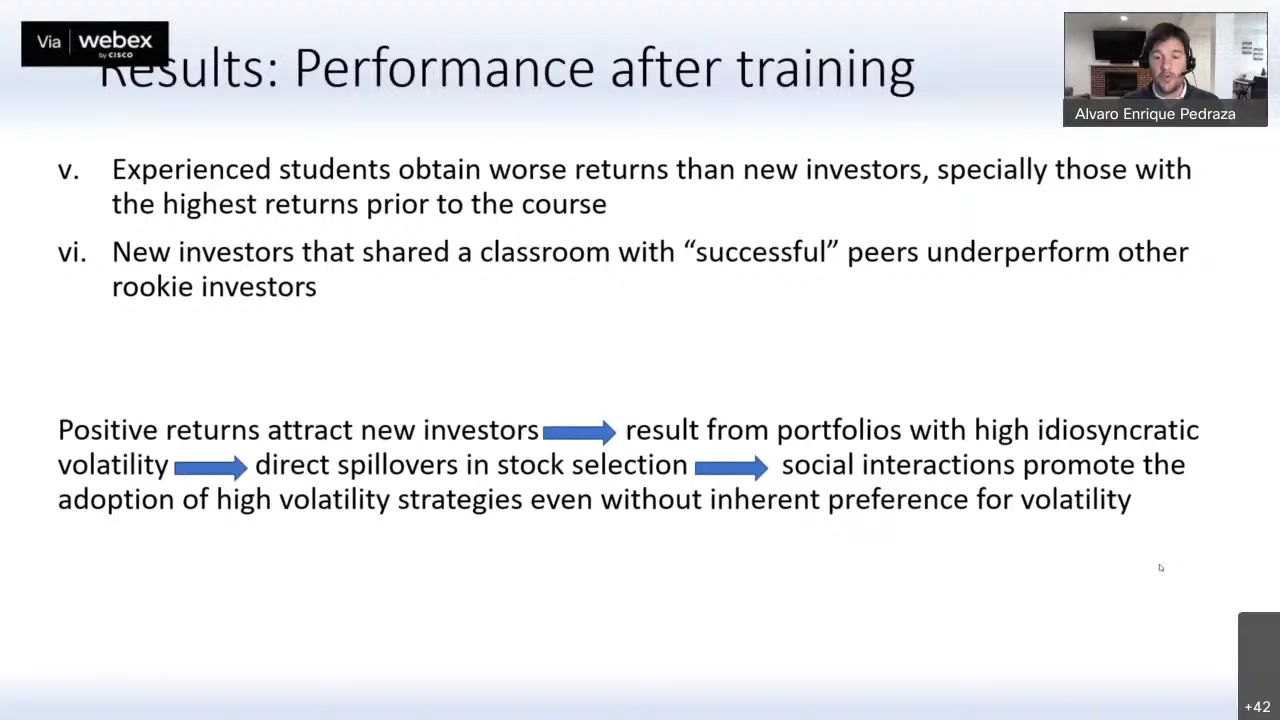 Via webex
by CISCO
Results: Performance after training
Alvaro Enrique Pedraza
v. Experienced students obtain worse returns than new investors, specially those with
the highest returns prior to the course
vi. New investors that shared a classroom with “successful” peers underperform other
rookie investors
Positive returns attract new investors result from portfolios with high idiosyncratic
volatility direct spillovers in stock selection social interactions promote the
adoption of high volatility strategies even without inherent preference for volatility
+42